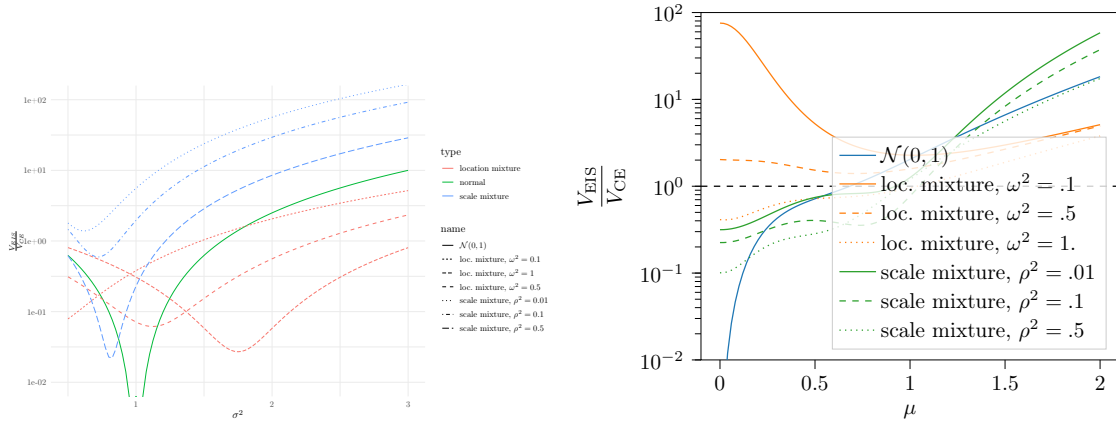 1e+02
1e+01
1e+00
1e-01
1e-02
V_EIS
V_CE
1
2
3
σ²
type
location mixture
normal
scale mixture
name
N(0,1)
loc. mixture, ω² = 0.1
loc. mixture, ω² = 1
loc. mixture, ω² = 0.5
scale mixture, ρ² = 0.01
scale mixture, ρ² = 0.1
scale mixture, ρ² = 0.5
10²
10¹
10⁰
10⁻¹
10⁻²
V_EIS
V_CE
0
0.5
1
1.5
2
μ
𝒩(0, 1)
loc. mixture, ω² = .1
loc. mixture, ω² = .5
loc. mixture, ω² = 1.
scale mixture, ρ² = .01
scale mixture, ρ² = .1
scale mixture, ρ² = .5